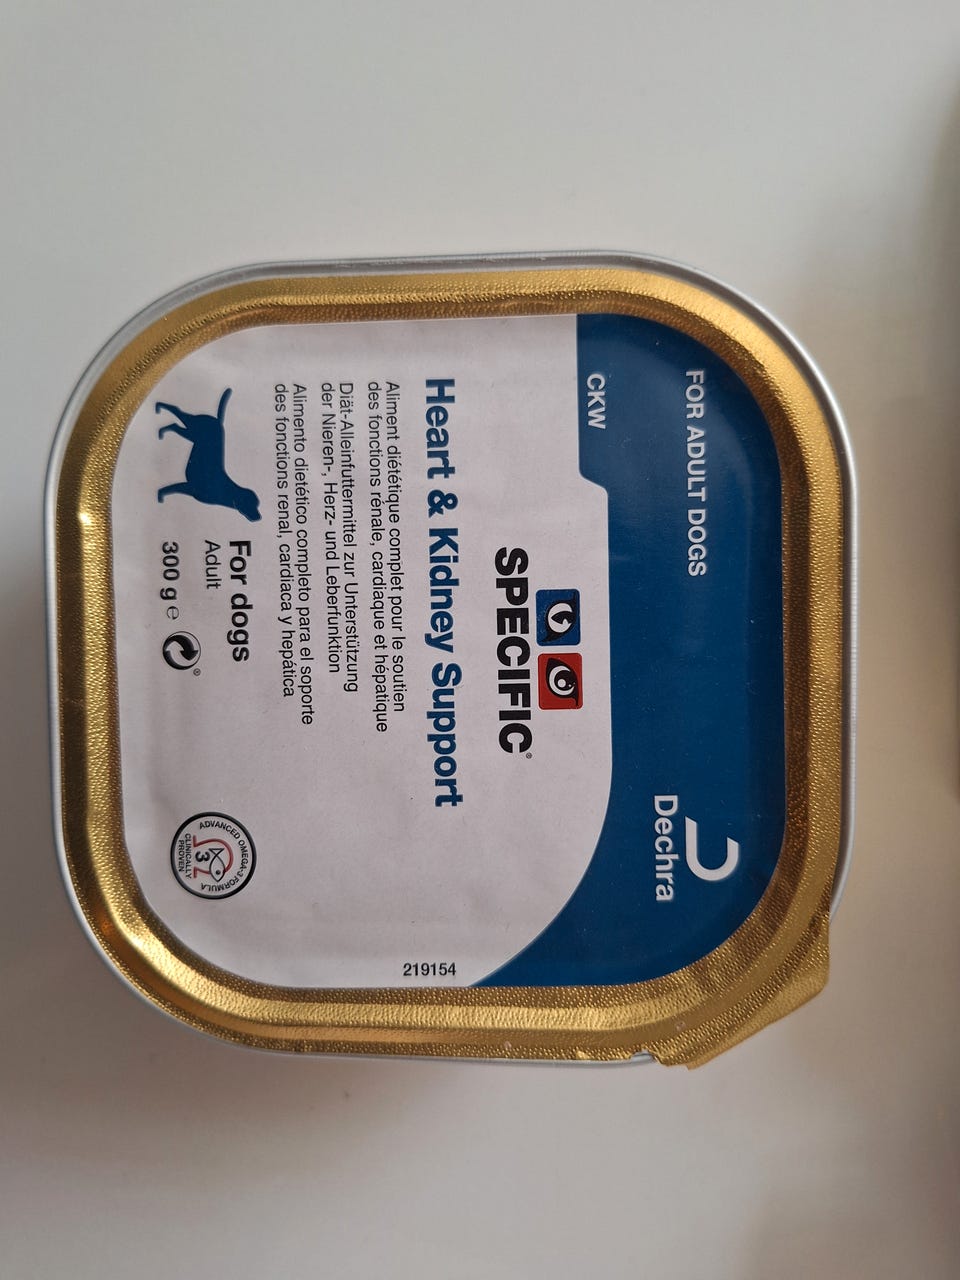 FOR ADULT DOGS
Dechra
CKW
SPECIFIC®
Heart & Kidney Support
Aliment diététique complet pour le soutien
des fonctions rénale, cardiaque et hépatique
Diät-Alleinfuttermittel zur Unterstützung
der Nieren-, Herz- und Leberfunktion
Alimento dietético completo para el soporte
des fonctions renal, cardiaca y hepática
For dogs
Adult
300 g e
®
ADVANCED OMEGA-3 FORMULA
3
CLINICALLY
PROVEN
219154